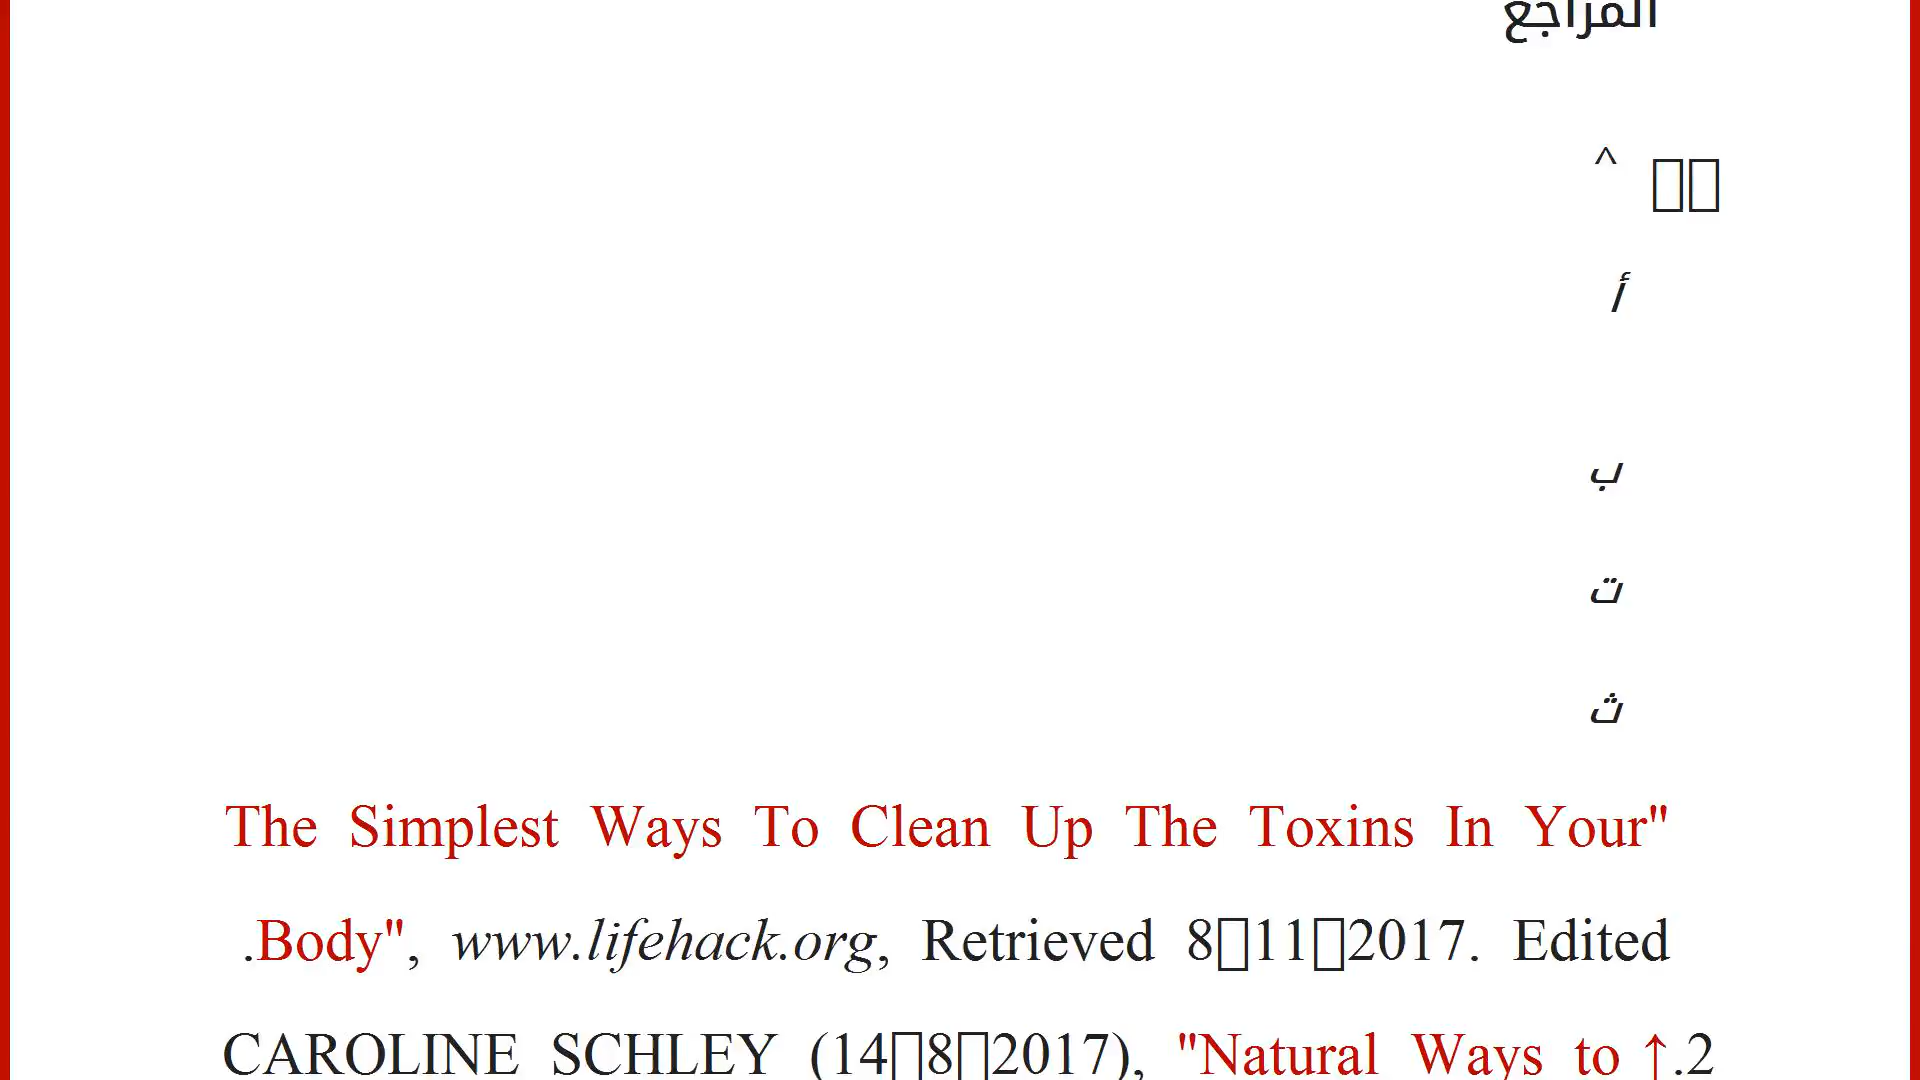 المراجع
^ 
أ
ب
ت
ث
The Simplest Ways To Clean Up The Toxins In Your"
.Body", www.lifehack.org, Retrieved 8▯11▯2017. Edited
CAROLINE SCHLEY (14▯8▯2017), "Natural Ways to ↑.2